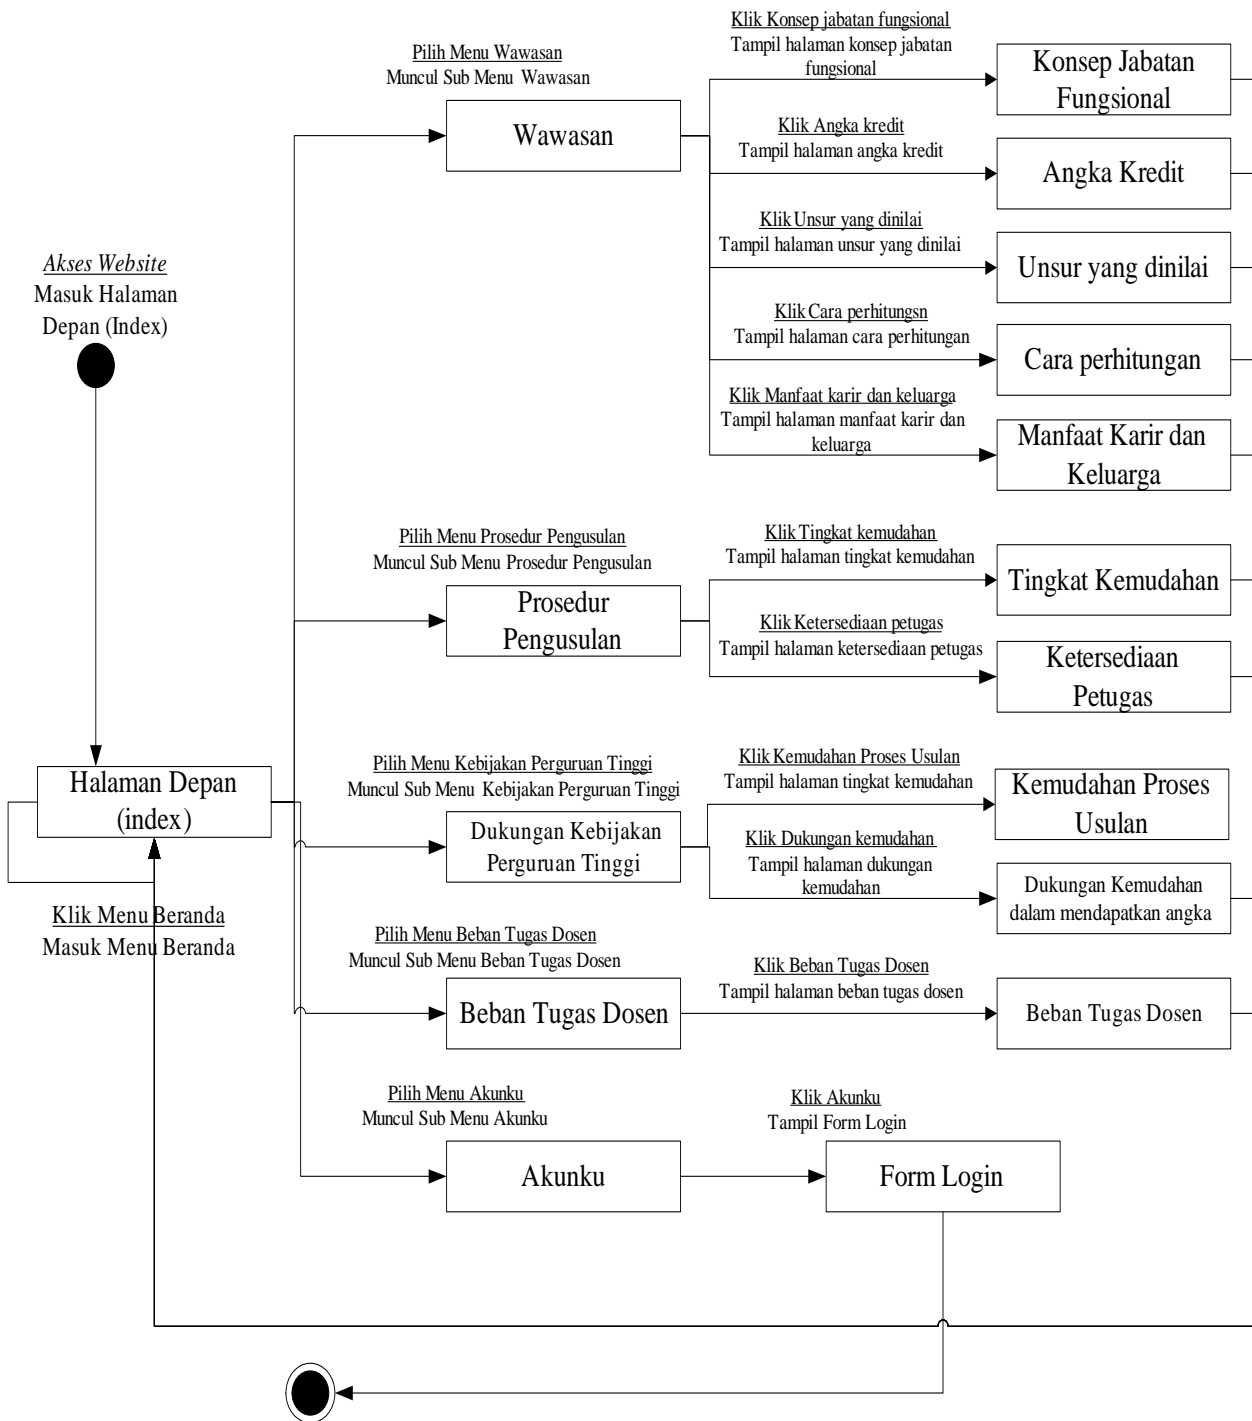 Klik Konsep jabatan fungsional
Tampil halaman konsep jabatan
fungsional
Pilih Menu Wawasan
Muncul Sub Menu Wawasan
Konsep Jabatan
Fungsional
Wawasan
Klik Angka kredit
Tampil halaman angka kredit
Angka Kredit
Klik Unsur yang dinilai
Tampil halaman unsur yang dinilai
Unsur yang dinilai
Akses Website
Masuk Halaman
Depan (Index)
Klik Cara perhitungsn
Tampil halaman cara perhitungan
Cara perhitungan
Klik Manfaat karir dan keluarga
Tampil halaman manfaat karir dan
keluarga
Manfaat Karir dan
Keluarga
Pilih Menu Prosedur Pengusulan
Muncul Sub Menu Prosedur Pengusulan
Klik Tingkat kemudahan
Tampil halaman tingkat kemudahan
Tingkat Kemudahan
Prosedur
Pengusulan
Klik Ketersediaan petugas
Tampil halaman ketersediaan petugas
Ketersediaan
Petugas
Halaman Depan
(index)
Pilih Menu Kebijakan Perguruan Tinggi
Muncul Sub Menu Kebijakan Perguruan Tinggi
Klik Kemudahan Proses Usulan
Tampil halaman tingkat kemudahan
Kemudahan Proses
Usulan
Dukungan Kebijakan
Perguruan Tinggi
Klik Dukungan kemudahan
Tampil halaman dukungan
kemudahan
Dukungan Kemudahan
dalam mendapatkan angka
Klik Menu Beranda
Masuk Menu Beranda
Pilih Menu Beban Tugas Dosen
Muncul Sub Menu Beban Tugas Dosen
Klik Beban Tugas Dosen
Tampil halaman beban tugas dosen
Beban Tugas Dosen
Beban Tugas Dosen
Pilih Menu Akunku
Muncul Sub Menu Akunku
Klik Akunku
Tampil Form Login
Akunku
Form Login